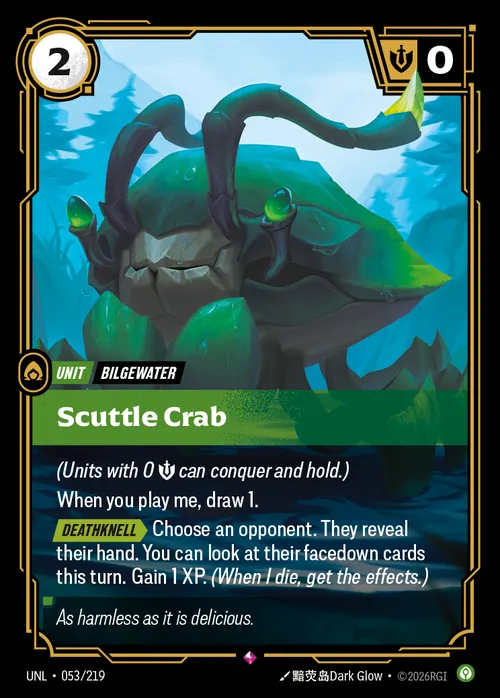 2
0
UNIT BILGEWATER
Scuttle Crab
(Units with 0 can conquer and hold.)
When you play me, draw 1.
DEATHKNELL Choose an opponent. They reveal
their hand. You can look at their facedown cards
this turn. Gain 1 XP. (When I die, get the effects.)
As harmless as it is delicious.
UNL • 053/219
黯荧岛Dark Glow • ©2026RGI